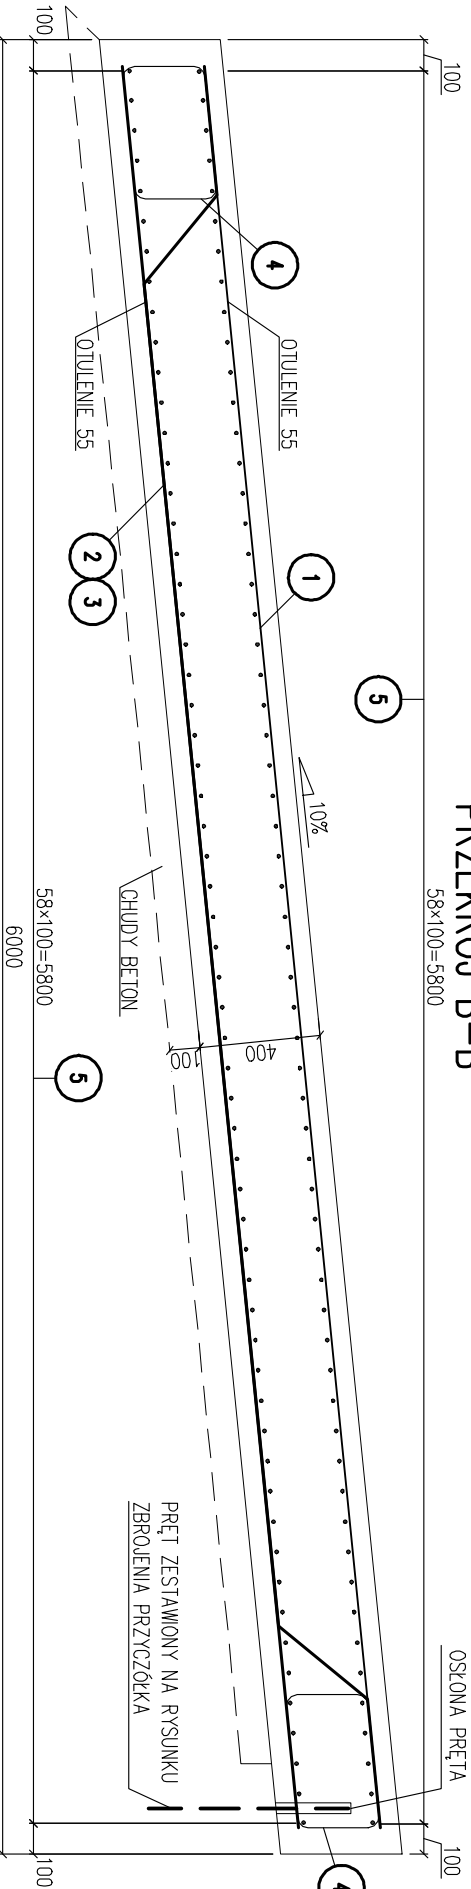 PRZEKRÓJ B-B
100
58×100=5800
100
5
OSŁONA PRĘTA
4
OTULENIE 55
1
10%
400
100
4
OTULENIE 55
2
3
CHUDY BETON
PRĘT ZESTAWIONY NA RYSUNKU
ZBROJENIA PRZYCZÓŁKA
100
58×100=5800
100
5
6000